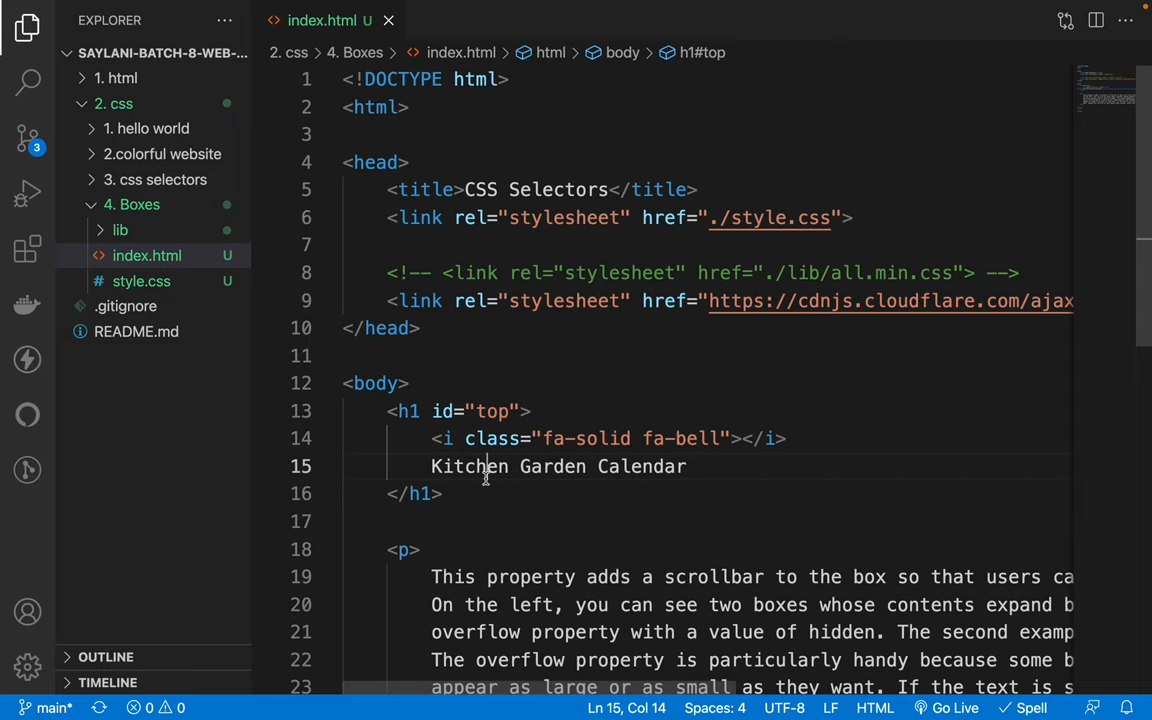 EXPLORER
index.html U
SAYLANI-BATCH-8-WEB-...
1. html
2. css
1. hello world
2.colorful website
3. css selectors
4. Boxes
lib
index.html U
# style.css U
.gitignore
README.md
OUTLINE
TIMELINE
3
2. css > 4. Boxes > index.html > html > body > h1#top
1 <!DOCTYPE html>
2 <html>
3
4 <head>
5 <title>CSS Selectors</title>
6 <link rel="stylesheet" href="./style.css">
7
8 <!-- <link rel="stylesheet" href="./lib/all.min.css"> -->
9 <link rel="stylesheet" href="https://cdnjs.cloudflare.com/ajax
10 </head>
11
12 <body>
13 <h1 id="top">
14 <i class="fa-solid fa-bell"></i>
15 Kitchen Garden Calendar
16 </h1>
17
18 <p>
19 This property adds a scrollbar to the box so that users ca
20 On the left, you can see two boxes whose contents expand b
21 overflow property with a value of hidden. The second examp
22 The overflow property is particularly handy because some b
23 appear as large or as small as they want. If the text is s
main* 0 0 Ln 15, Col 14 Spaces: 4 UTF-8 LF HTML Go Live Spell